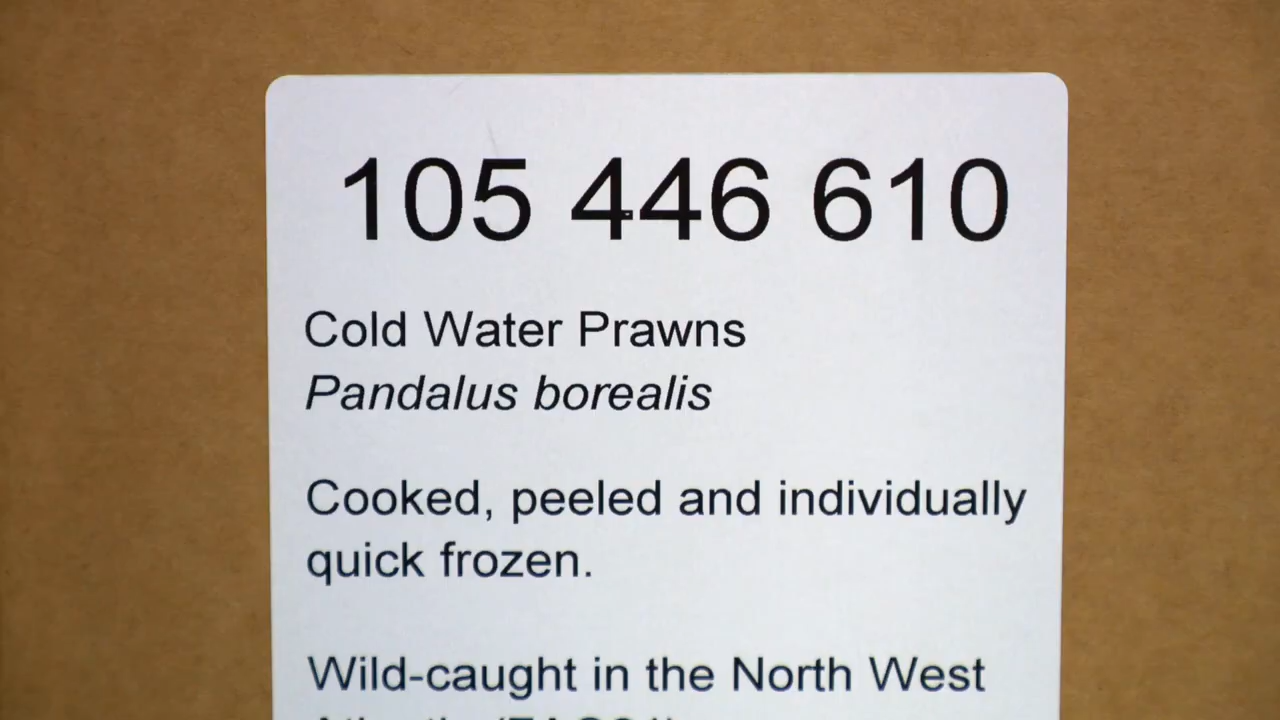 105 446 610
Cold Water Prawns
Pandalus borealis
Cooked, peeled and individually
quick frozen.
Wild-caught in the North West